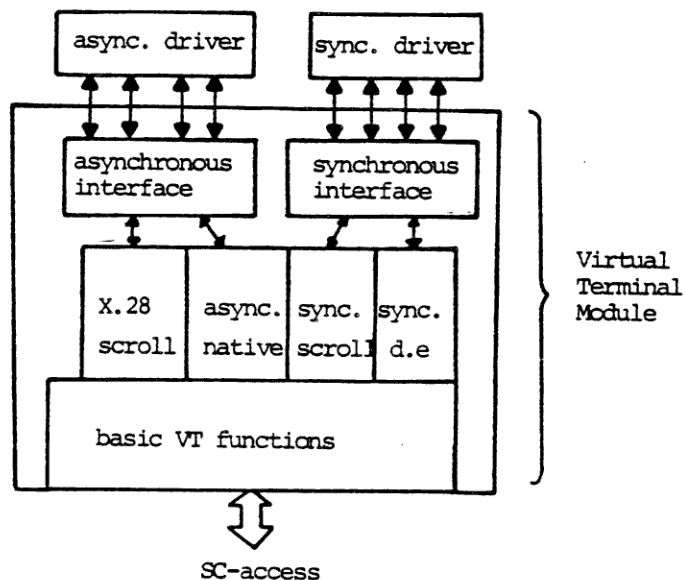 async. driver
sync. driver
asynchronous
interface
synchronous
interface
X.28
scroll
async.
native
sync.
scroll
sync.
d.e
basic VT functions
Virtual
Terminal
Module
SC-access